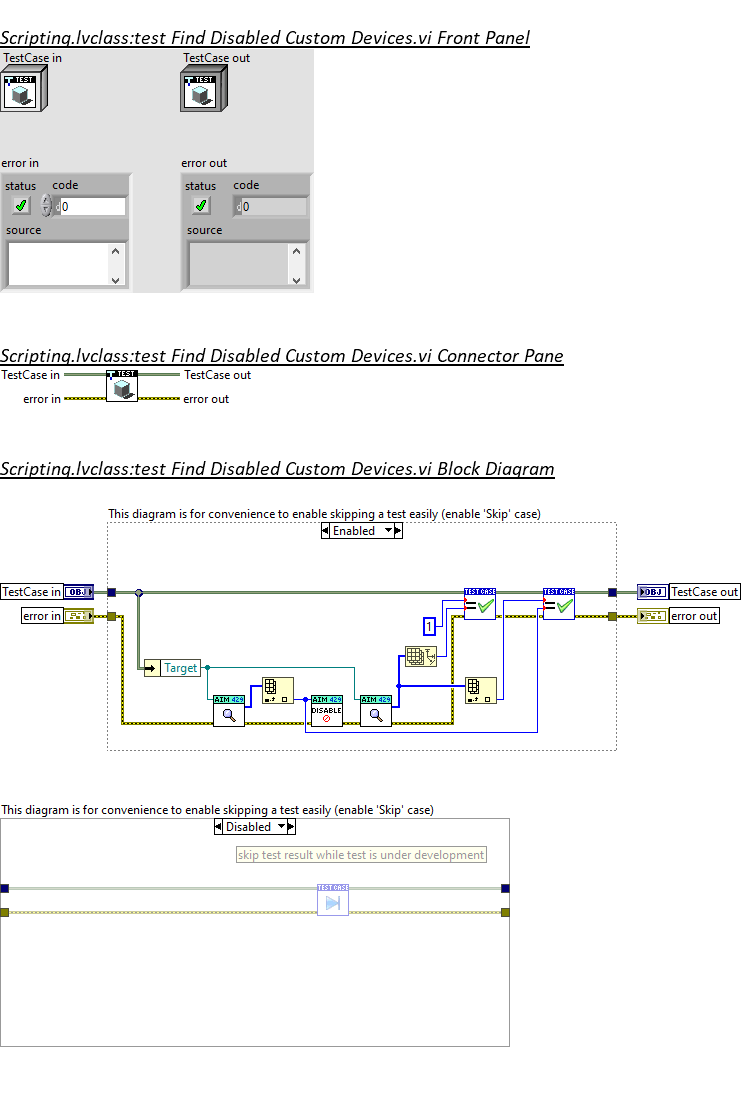 Scripting.lvclass:test Find Disabled Custom Devices.vi Front Panel
TestCase in
TestCase out
TEST
TEST
error in
error out
status
code
status
code
0
0
source
source
Scripting.lvclass:test Find Disabled Custom Devices.vi Connector Pane
TestCase in
TEST
TestCase out
error in
error out
Scripting.lvclass:test Find Disabled Custom Devices.vi Block Diagram
This diagram is for convenience to enable skipping a test easily (enable 'Skip' case)
Enabled
TestCase in
OBJ
TEST CASE
TEST CASE
OBJ
TestCase out
error in
error out
1
Target
AIM 429
AIM 429
DISABLE
AIM 429
This diagram is for convenience to enable skipping a test easily (enable 'Skip' case)
Disabled
skip test result while test is under development
TEST CASE